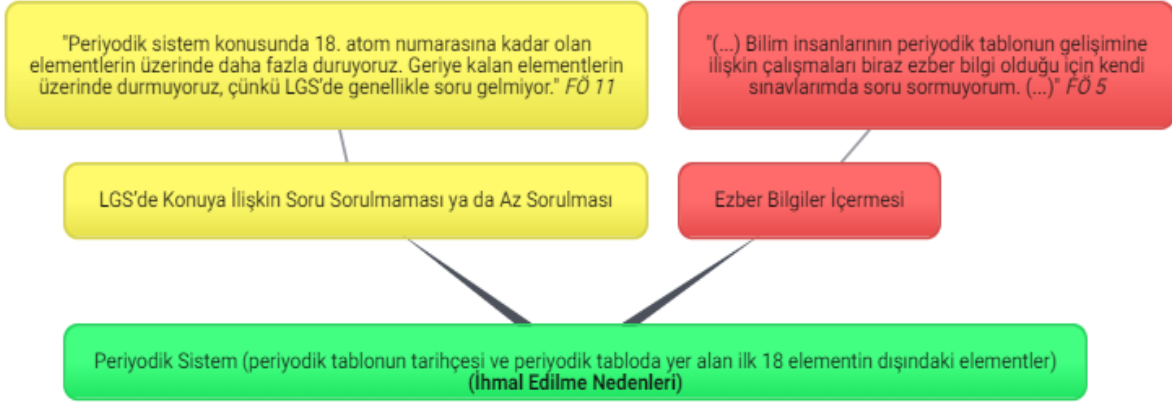 "Periyodik sistem konusunda 18. atom numarasına kadar olan
elementlerin üzerinde daha fazla duruyoruz. Geriye kalan elementlerin
üzerinde durmuyoruz, çünkü LGS'de genellikle soru gelmiyor." FÖ 11
"(...) Bilim insanlarının periyodik tablonun gelişimine
ilişkin çalışmaları biraz ezber bilgi olduğu için kendi
sınavlarımda soru sormuyorum. (...)" FÖ 5
LGS'de Konuya İlişkin Soru Sorulmaması ya da Az Sorulması
Ezber Bilgiler İçermesi
Periyodik Sistem (periyodik tablonun tarihçesi ve periyodik tabloda yer alan ilk 18 elementin dışındaki elementler)
(İhmal Edilme Nedenleri)